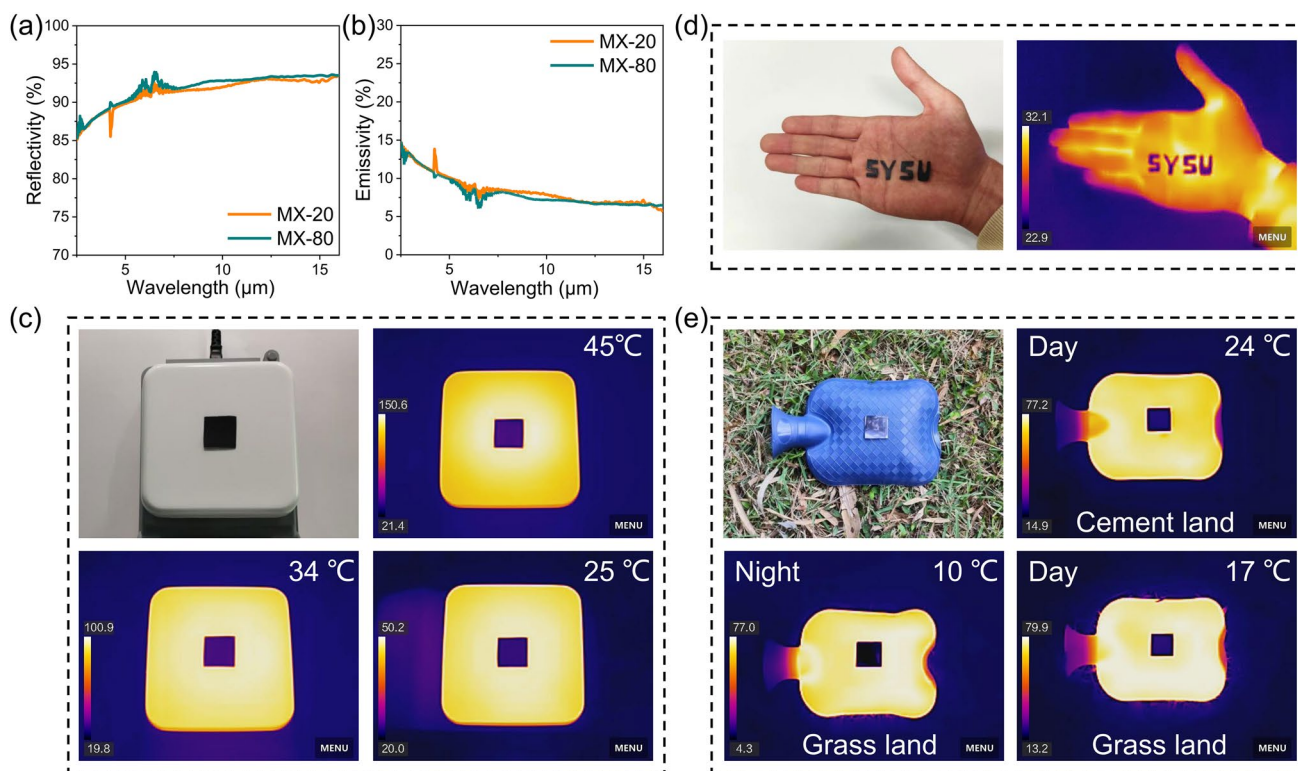 (a)
100
95
90
85
80
75
70
Reflectivity (%)
MX-20
MX-80
5
10
15
Wavelength (µm)
(b)
30
25
20
15
10
5
0
Emissivity (%)
MX-20
MX-80
5
10
15
Wavelength (µm)
(d)
SYSU
32.1
22.9
SYSU
MENU
(c)
45℃
150.6
21.4
MENU
34 ℃
100.9
19.8
MENU
25 ℃
50.2
20.0
MENU
(e)
Day 24 ℃
77.2
14.9
Cement land
MENU
Night 10 ℃
77.0
4.3
Grass land
MENU
Day 17 ℃
79.9
13.2
Grass land
MENU